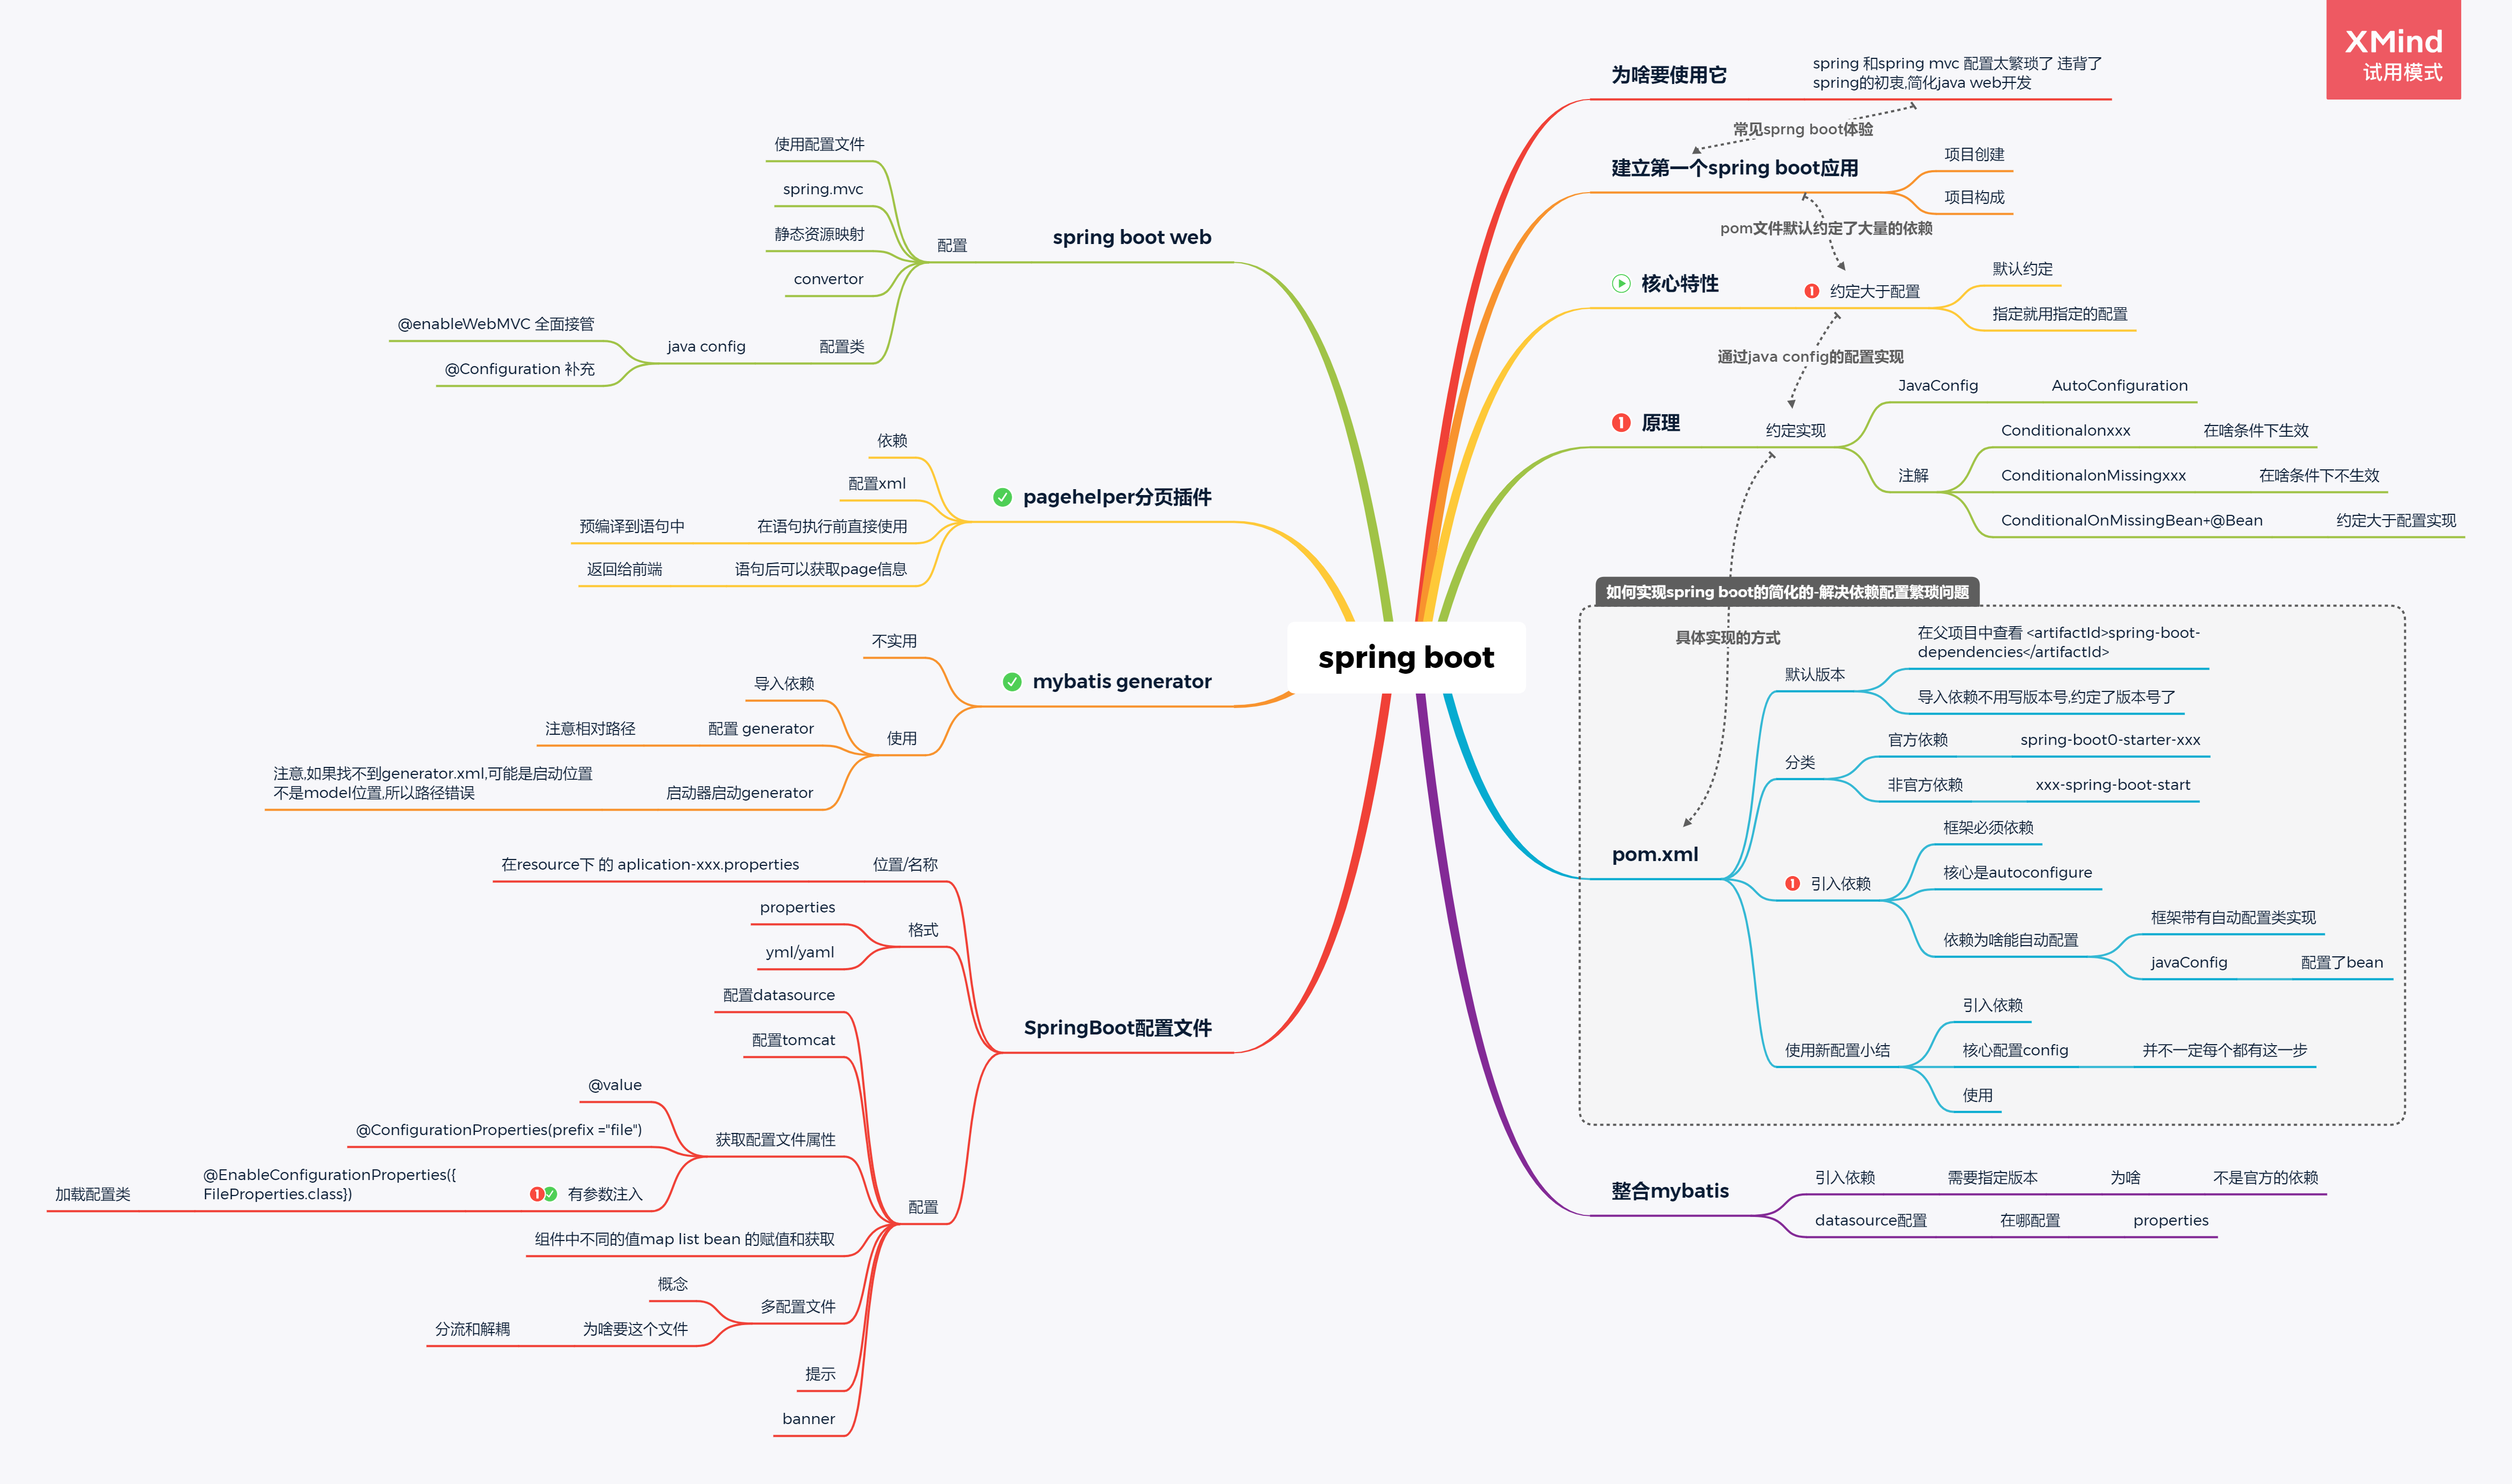 XMind
试用模式
spring boot
为啥要使用它
spring 和spring mvc 配置太繁琐了 违背了
spring的初衷,简化java web开发
常见sprng boot体验
建立第一个spring boot应用
项目创建
项目构成
pom文件默认约定了大量的依赖
核心特性
1 约定大于配置
默认约定
指定就用指定的配置
通过java config的配置实现
1 原理
约定实现
JavaConfig
AutoConfiguration
注解
Conditionalonxxx
在啥条件下生效
ConditionalonMissingxxx
在啥条件下不生效
ConditionalOnMissingBean+@Bean
约定大于配置实现
如何实现spring boot的简化的-解决依赖配置繁琐问题
具体实现的方式
pom.xml
默认版本
在父项目中查看 <artifactId>spring-boot-
dependencies</artifactId>
导入依赖不用写版本号,约定了版本号了
分类
官方依赖
spring-boot0-starter-xxx
非官方依赖
xxx-spring-boot-start
1 引入依赖
框架必须依赖
核心是autoconfigure
依赖为啥能自动配置
框架带有自动配置类实现
javaConfig
配置了bean
使用新配置小结
引入依赖
核心配置config
并不一定每个都有这一步
使用
整合mybatis
引入依赖
需要指定版本
为啥
不是官方的依赖
datasource配置
在哪配置
properties
spring boot web
配置
使用配置文件
spring.mvc
静态资源映射
convertor
配置类
java config
@enableWebMVC 全面接管
@Configuration 补充
pagehelper分页插件
依赖
配置xml
在语句执行前直接使用
预编译到语句中
语句后可以获取page信息
返回给前端
mybatis generator
不实用
使用
导入依赖
配置 generator
注意相对路径
启动器启动generator
注意,如果找不到generator.xml,可能是启动位置
不是model位置,所以路径错误
SpringBoot配置文件
位置/名称
在resource下 的 aplication-xxx.properties
格式
properties
yml/yaml
配置
配置datasource
配置tomcat
获取配置文件属性
@value
@ConfigurationProperties(prefix ="file")
1 有参数注入
@EnableConfigurationProperties({
FileProperties.class})
加载配置类
组件中不同的值map list bean 的赋值和获取
多配置文件
概念
为啥要这个文件
分流和解耦
提示
banner